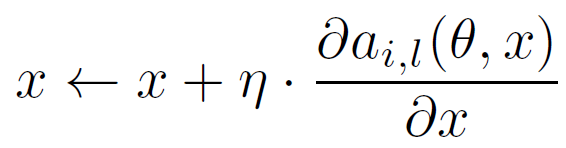 x ← x + η · ∂a_{i,l}(θ, x) / ∂x